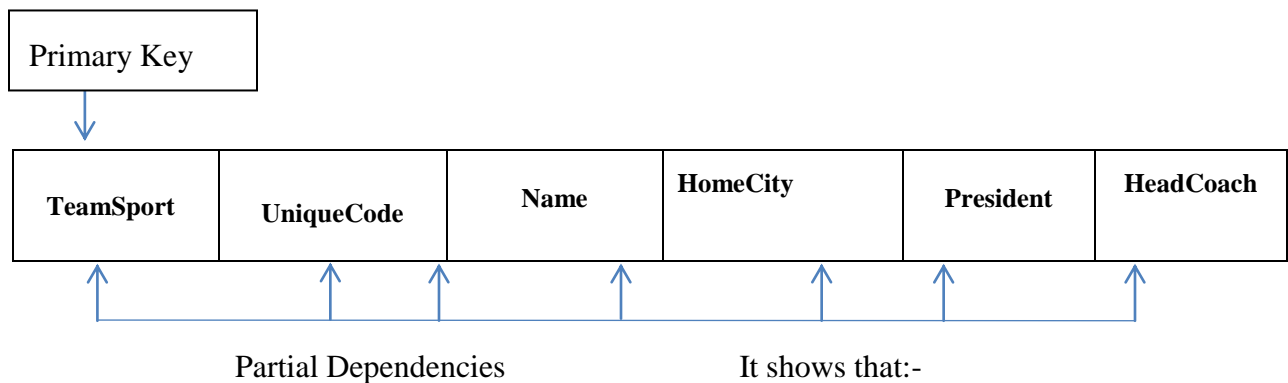 Primary Key
TeamSport UniqueCode Name HomeCity President HeadCoach
Partial Dependencies It shows that:-